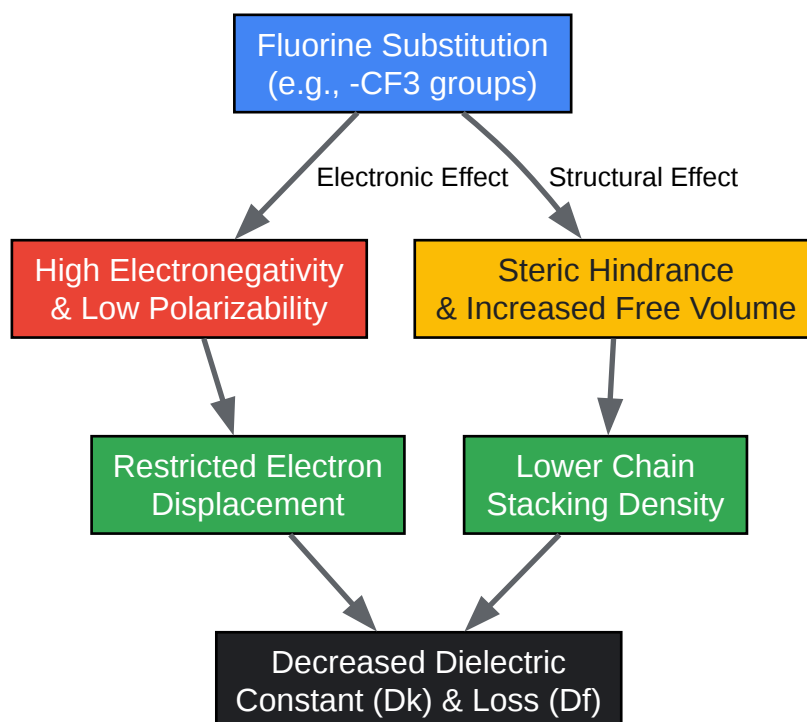 Fluorine Substitution
(e.g., -CF3 groups)
Electronic Effect
Structural Effect
High Electronegativity
& Low Polarizability
Steric Hindrance
& Increased Free Volume
Restricted Electron
Displacement
Lower Chain
Stacking Density
Decreased Dielectric
Constant (Dk) & Loss (Df)